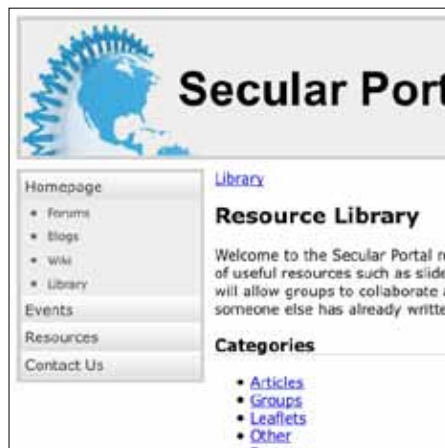 Secular Port
Homepage
Forums
Blogs
Wiki
Library
Events
Resources
Contact Us
Library
Resource Library
Welcome to the Secular Portal r
of useful resources such as slide
will allow groups to collaborate a
someone else has already writte
Categories
Articles
Groups
Leaflets
Other